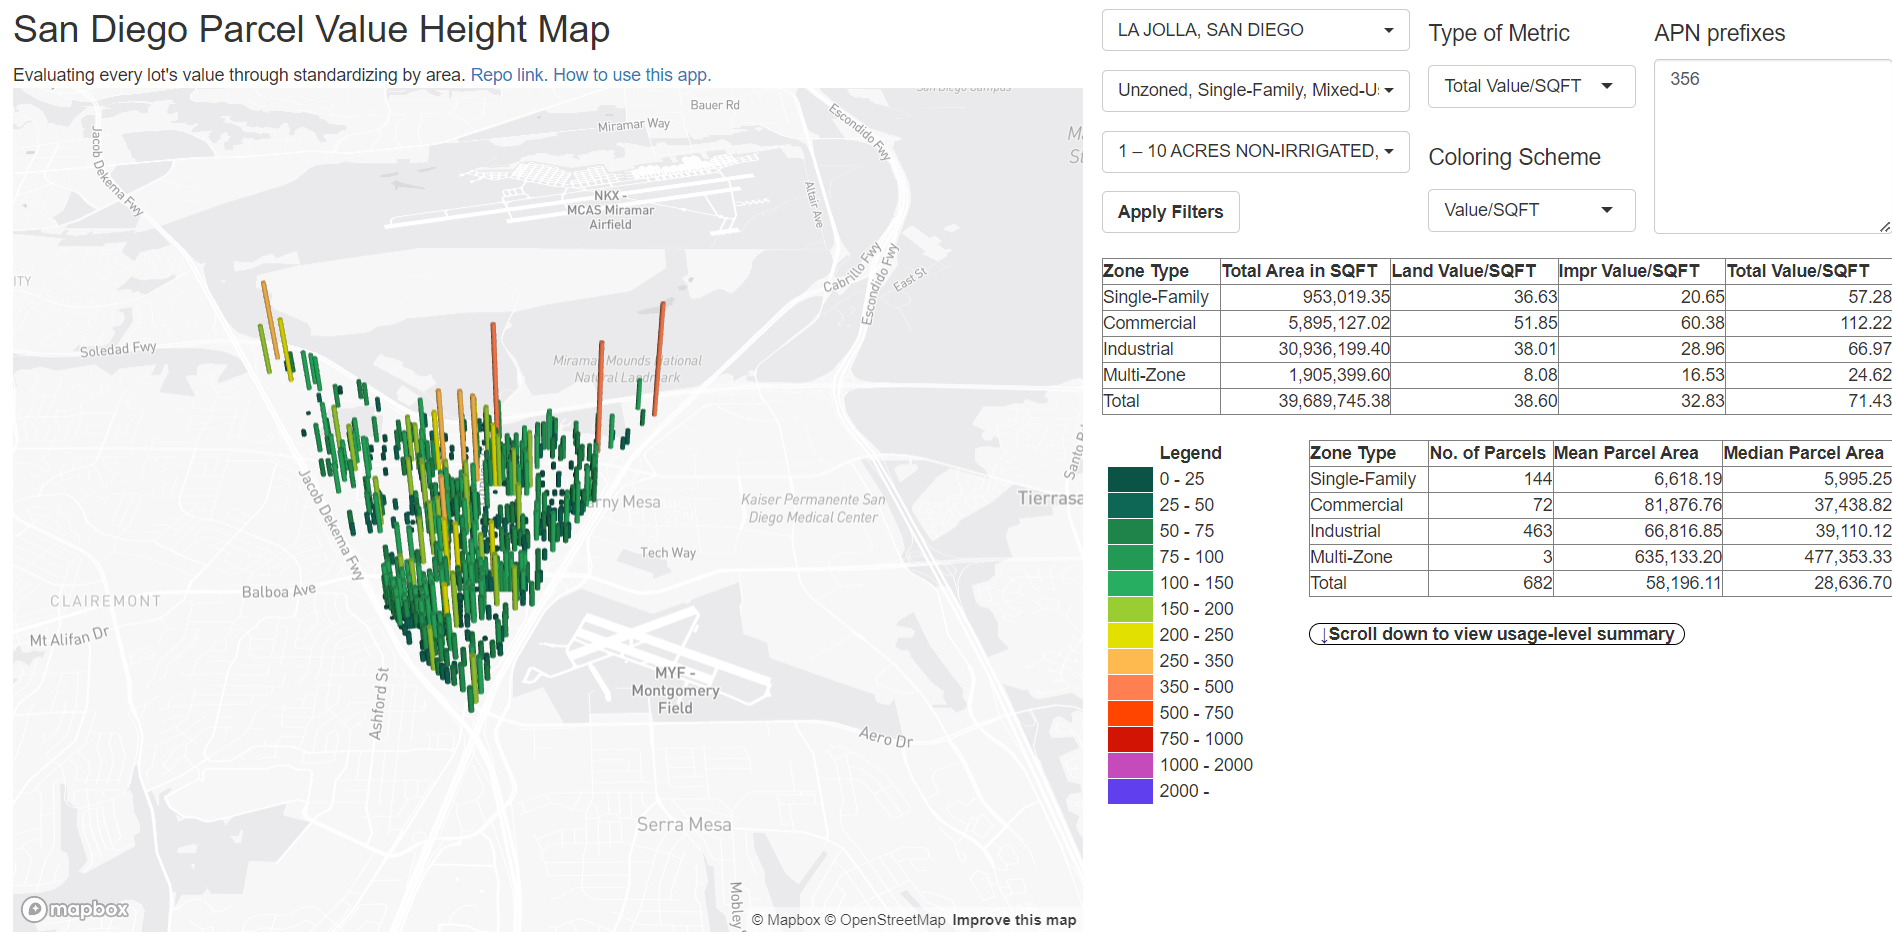 San Diego Parcel Value Height Map
Evaluating every lot's value through standardizing by area. Repo link. How to use this app.
LA JOLLA, SAN DIEGO
Unzoned, Single-Family, Mixed-U
1 – 10 ACRES NON-IRRIGATED,
Apply Filters
Type of Metric
Total Value/SQFT
Coloring Scheme
Value/SQFT
APN prefixes
356
Zone Type Total Area in SQFT Land Value/SQFT Impr Value/SQFT Total Value/SQFT
Single-Family 953,019.35 36.63 20.65 57.28
Commercial 5,895,127.02 51.85 60.38 112.22
Industrial 30,936,199.40 38.01 28.96 66.97
Multi-Zone 1,905,399.60 8.08 16.53 24.62
Total 39,689,745.38 38.60 32.83 71.43
Legend
0 - 25
25 - 50
50 - 75
75 - 100
100 - 150
150 - 200
200 - 250
250 - 350
350 - 500
500 - 750
750 - 1000
1000 - 2000
2000 -
Zone Type No. of Parcels Mean Parcel Area Median Parcel Area
Single-Family 144 6,618.19 5,995.25
Commercial 72 81,876.76 37,438.82
Industrial 463 66,816.85 39,110.12
Multi-Zone 3 635,133.20 477,353.33
Total 682 58,196.11 28,636.70
↓Scroll down to view usage-level summary
Bauer Rd
Miramar Way
Escondido Fwy
Jacob Dekema Fwy
Altair Ave
NKX -
MCAS Miramar
Airfield
Cabrillo Fwy
Escondido Fwy
East St
ITY
Soledad Fwy
Miramar Mounds National
Natural Landmark
Santo R
Tierrasa
Jacob Dekema Fwy
rny Mesa
Kaiser Permanente San
Diego Medical Center
Tech Way
Balboa Ave
CLAIREMONT
Mt Alifan Dr
Ashford St
MYF -
Montgomery
Field
Aero Dr
Serra Mesa
Mobley
mapbox
© Mapbox © OpenStreetMap Improve this map